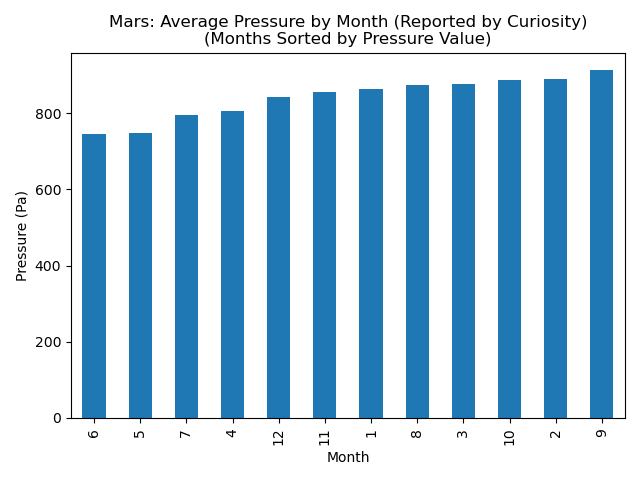 Mars: Average Pressure by Month (Reported by Curiosity)
(Months Sorted by Pressure Value)
Pressure (Pa)
800
600
400
200
0
6 5 7 4 12 11 1 8 3 10 2 9
Month